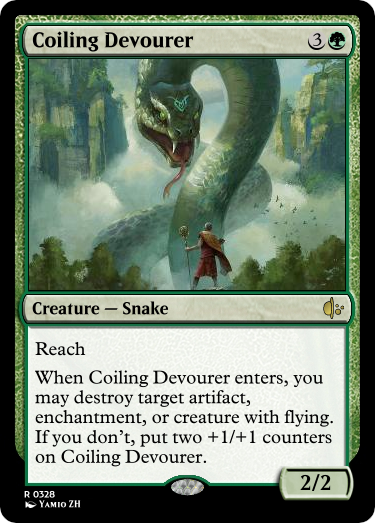 Coiling Devourer 3
Creature — Snake
Reach
When Coiling Devourer enters, you
may destroy target artifact,
enchantment, or creature with flying.
If you don't, put two +1/+1 counters
on Coiling Devourer.
2/2
R 0328
Yamio ZH